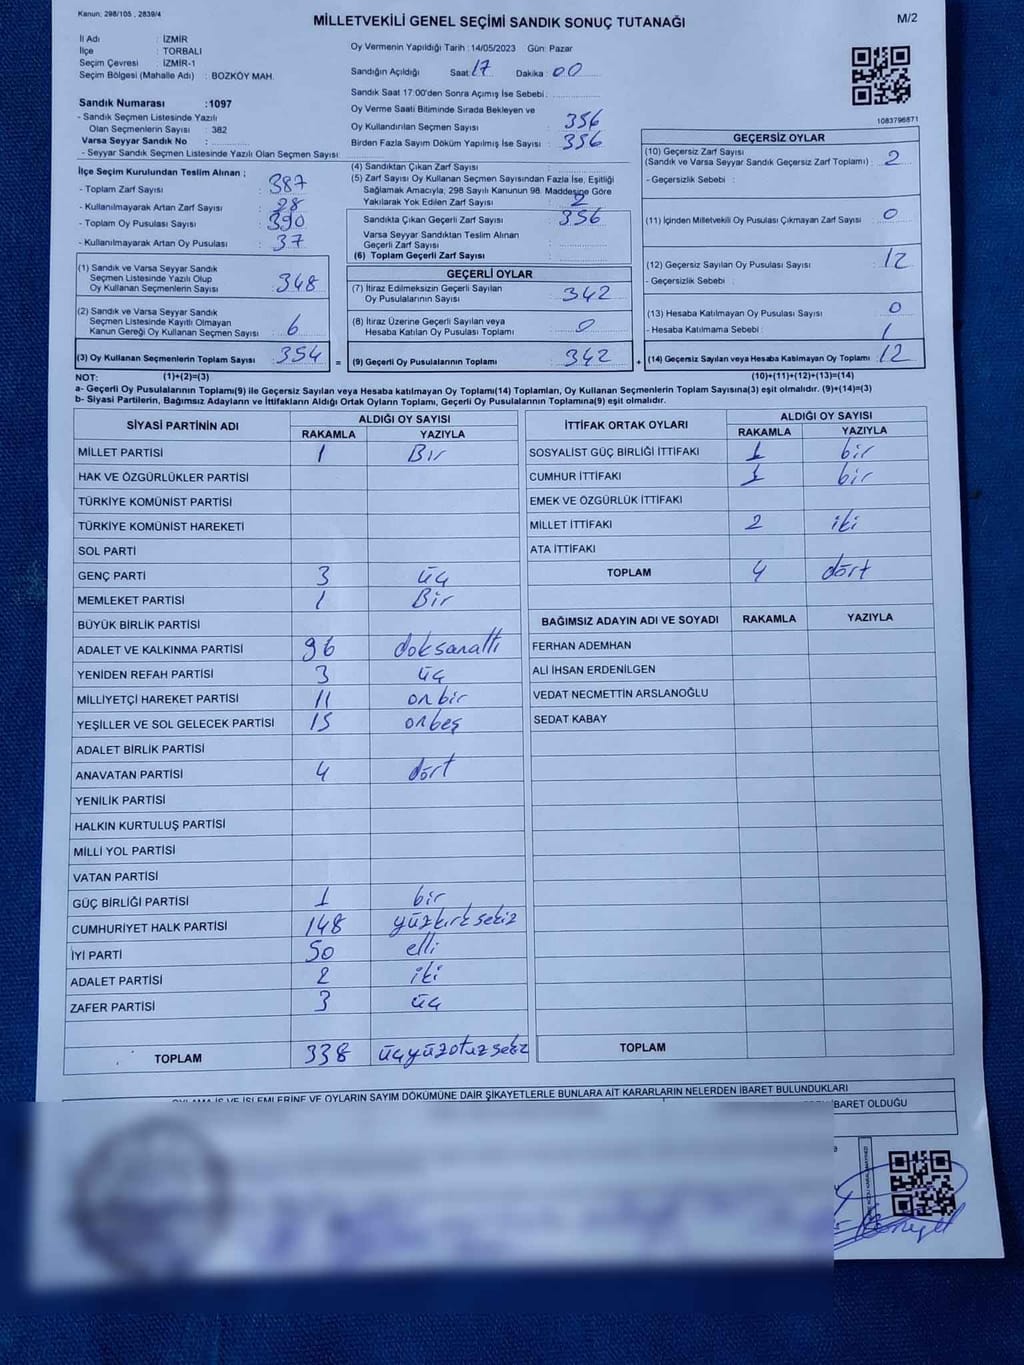 Kanun: 298/105 , 2839/4
MİLLETVEKİLİ GENEL SEÇİMİ SANDIK SONUÇ TUTANAĞI
M/2
İl Adı : İZMİR
İlçe : TORBALI
Seçim Çevresi : İZMİR-1
Seçim Bölgesi (Mahalle Adı) : BOZKÖY MAH.
Oy Vermenin Yapıldığı Tarih : 14/05/2023 Gün: Pazar
Sandığın Açıldığı Saat: 17 Dakika : 00
Sandık Saat 17:00'den Sonra Açımış İse Sebebi :
Sandık Numarası : 1097
- Sandık Seçmen Listesinde Yazılı
Olan Seçmenlerin Sayısı : 382
Varsa Seyyar Sandık No :
- Seyyar Sandık Seçmen Listesinde Yazılı Olan Seçmen Sayısı:
Oy Verme Saati Bitiminde Sırada Bekleyen ve
Oy Kullandırılan Seçmen Sayısı : 356
Birden Fazla Sayım Döküm Yapılmış İse Sayısı : 356
1083796871
İlçe Seçim Kurulundan Teslim Alınan ;
- Toplam Zarf Sayısı : 387
- Kullanılmayarak Artan Zarf Sayısı : 28
- Toplam Oy Pusulası Sayısı : 390
- Kullanılmayarak Artan Oy Pusulası : 37
(1) Sandık ve Varsa Seyyar Sandık
Seçmen Listesinde Yazılı Olup
Oy Kullanan Seçmenlerin Sayısı : 348
(2) Sandık ve Varsa Seyyar Sandık
Seçmen Listesinde Kayıtlı Olmayan
Kanun Gereği Oy Kullanan Seçmen Sayısı : 6
(3) Oy Kullanan Seçmenlerin Toplam Sayısı : 354 =
(4) Sandıktan Çıkan Zarf Sayısı :
(5) Zarf Sayısı Oy Kullanan Seçmen Sayısından Fazla İse, Eşitliği
Sağlamak Amacıyla; 298 Sayılı Kanunun 98. Maddesine Göre
Yakılarak Yok Edilen Zarf Sayısı : 2
Sandıkta Çıkan Geçerli Zarf Sayısı : 356
Varsa Seyyar Sandıktan Teslim Alınan
Geçerli Zarf Sayısı :
(6) Toplam Geçerli Zarf Sayısı :
GEÇERLİ OYLAR
(7) İtiraz Edilmeksizin Geçerli Sayılan
Oy Pusulalarının Sayısı : 342
(8) İtiraz Üzerine Geçerli Sayılan veya
Hesaba Katılan Oy Pusulası Toplamı : 0
(9) Geçerli Oy Pusulalarının Toplamı : 342 +
GEÇERSİZ OYLAR
(10) Geçersiz Zarf Sayısı
(Sandık ve Varsa Seyyar Sandık Geçersiz Zarf Toplamı) : 2
- Geçersizlik Sebebi :
(11) İçinden Milletvekili Oy Pusulası Çıkmayan Zarf Sayısı : 0
(12) Geçersiz Sayılan Oy Pusulası Sayısı : 12
- Geçersizlik Sebebi :
(13) Hesaba Katılmayan Oy Pusulası Sayısı : 0
- Hesaba Katılmama Sebebi :
(14) Geçersiz Sayılan veya Hesaba Katılmayan Oy Toplamı : 12
NOT: (1)+(2)=(3) (10)+(11)+(12)+(13)=(14)
a- Geçerli Oy Pusulalarının Toplamı(9) ile Geçersiz Sayılan veya Hesaba katılmayan Oy Toplamı(14) Toplamları, Oy Kullanan Seçmenlerin Toplam Sayısına(3) eşit olmalıdır. (9)+(14)=(3)
b- Siyasi Partilerin, Bağımsız Adayların ve İttifakların Aldığı Ortak Oyların Toplamı, Geçerli Oy Pusulalarının Toplamına(9) eşit olmalıdır.
SİYASİ PARTİNİN ADI ALDIĞI OY SAYISI
RAKAMLA YAZIYLA
MİLLET PARTİSİ 1 Bir
HAK VE ÖZGÜRLÜKLER PARTİSİ
TÜRKİYE KOMÜNİST PARTİSİ
TÜRKİYE KOMÜNİST HAREKETİ
SOL PARTİ
GENÇ PARTİ 3 üç
MEMLEKET PARTİSİ 1 Bir
BÜYÜK BİRLİK PARTİSİ
ADALET VE KALKINMA PARTİSİ 96 doksanaltı
YENİDEN REFAH PARTİSİ 3 üç
MİLLİYETÇİ HAREKET PARTİSİ 11 onbir
YEŞİLLER VE SOL GELECEK PARTİSİ 15 onbeş
ADALET BİRLİK PARTİSİ
ANAVATAN PARTİSİ 4 dört
YENİLİK PARTİSİ
HALKIN KURTULUŞ PARTİSİ
MİLLİ YOL PARTİSİ
VATAN PARTİSİ
GÜÇ BİRLİĞİ PARTİSİ 1 bir
CUMHURİYET HALK PARTİSİ 148 yüzkırksekiz
İYİ PARTİ 50 elli
ADALET PARTİSİ 2 iki
ZAFER PARTİSİ 3 üç
TOPLAM 338 üçyüzotuzsekiz
İTTİFAK ORTAK OYLARI ALDIĞI OY SAYISI
RAKAMLA YAZIYLA
SOSYALİST GÜÇ BİRLİĞİ İTTİFAKI 1 bir
CUMHUR İTTİFAKI 1 bir
EMEK VE ÖZGÜRLÜK İTTİFAKI
MİLLET İTTİFAKI 2 iki
ATA İTTİFAKI
TOPLAM 4 dört
BAĞIMSIZ ADAYIN ADI VE SOYADI RAKAMLA YAZIYLA
FERHAN ADEMHAN
ALİ İHSAN ERDENİLGEN
VEDAT NECMETTİN ARSLANOĞLU
SEDAT KABAY
TOPLAM
OYLAMA İŞ VE İŞLEMLERİNE VE OYLARIN SAYIM DÖKÜMÜNE DAİR ŞİKAYETLERLE BUNLARA AİT KARARLARIN NELERDEN İBARET BULUNDUKLARI
İBARET OLDUĞU